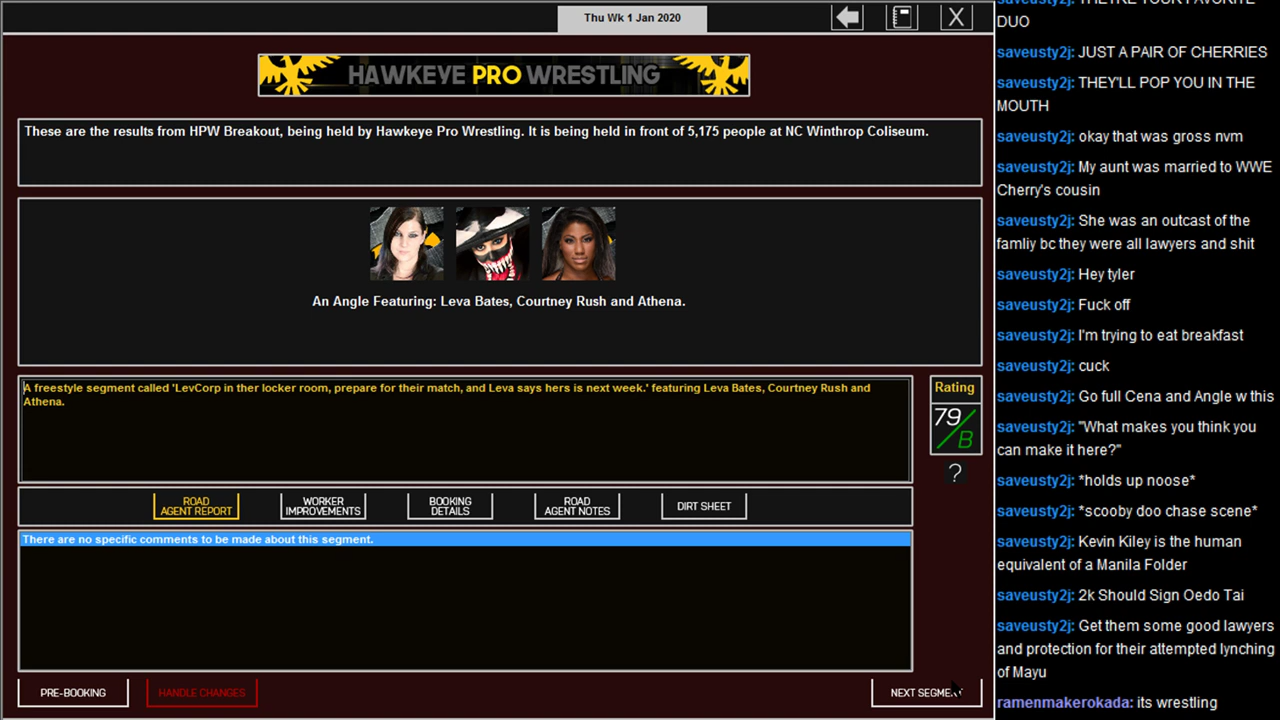 Thu Wk 1 Jan 2020
HAWKEYE PRO WRESTLING
These are the results from HPW Breakout, being held by Hawkeye Pro Wrestling. It is being held in front of 5,175 people at NC Winthrop Coliseum.
An Angle Featuring: Leva Bates, Courtney Rush and Athena.
A freestyle segment called 'LevCorp in ther locker room, prepare for their match, and Leva says hers is next week.' featuring Leva Bates, Courtney Rush and
Athena.
Rating
79/B
?
ROAD
AGENT REPORT
WORKER
IMPROVEMENTS
BOOKING
DETAILS
ROAD
AGENT NOTES
DIRT SHEET
There are no specific comments to be made about this segment.
PRE-BOOKING
HANDLE CHANGES
NEXT SEGMENT
DUO
saveusty2j: JUST A PAIR OF CHERRIES
saveusty2j: THEY'LL POP YOU IN THE
MOUTH
saveusty2j: okay that was gross nvm
saveusty2j: My aunt was married to WWE
Cherry's cousin
saveusty2j: She was an outcast of the
famliy bc they were all lawyers and shit
saveusty2j: Hey tyler
saveusty2j: Fuck off
saveusty2j: I'm trying to eat breakfast
saveusty2j: cuck
saveusty2j: Go full Cena and Angle w this
saveusty2j: "What makes you think you
can make it here?"
saveusty2j: *holds up noose*
saveusty2j: *scooby doo chase scene*
saveusty2j: Kevin Kiley is the human
equivalent of a Manila Folder
saveusty2j: 2k Should Sign Oedo Tai
saveusty2j: Get them some good lawyers
and protection for their attempted lynching
of Mayu
ramenmakerokada: its wrestling